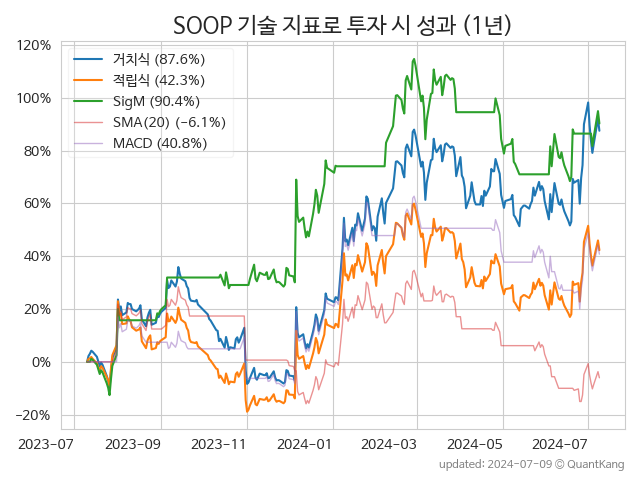 SOOP 기술 지표로 투자 시 성과 (1년)
120%
100%
80%
60%
40%
20%
0%
−20%
거치식 (87.6%)
적립식 (42.3%)
SigM (90.4%)
SMA(20) (−6.1%)
MACD (40.8%)
2023-07 2023-09 2023-11 2024-01 2024-03 2024-05 2024-07
updated: 2024-07-09 © QuantKang